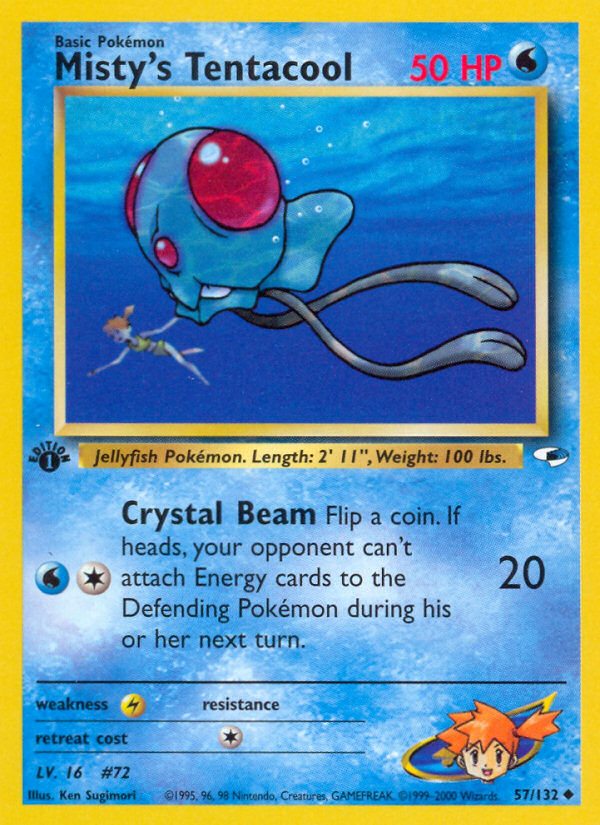 Basic Pokémon
Misty's Tentacool 50 HP
EDITION
1
Jellyfish Pokémon. Length: 2' 11", Weight: 100 lbs.
Crystal Beam Flip a coin. If
heads, your opponent can't
attach Energy cards to the
Defending Pokémon during his
or her next turn.
20
weakness resistance
retreat cost
LV. 16 #72
Illus. Ken Sugimori ©1995, 96, 98 Nintendo, Creatures, GAMEFREAK. ©1999-2000 Wizards. 57/132